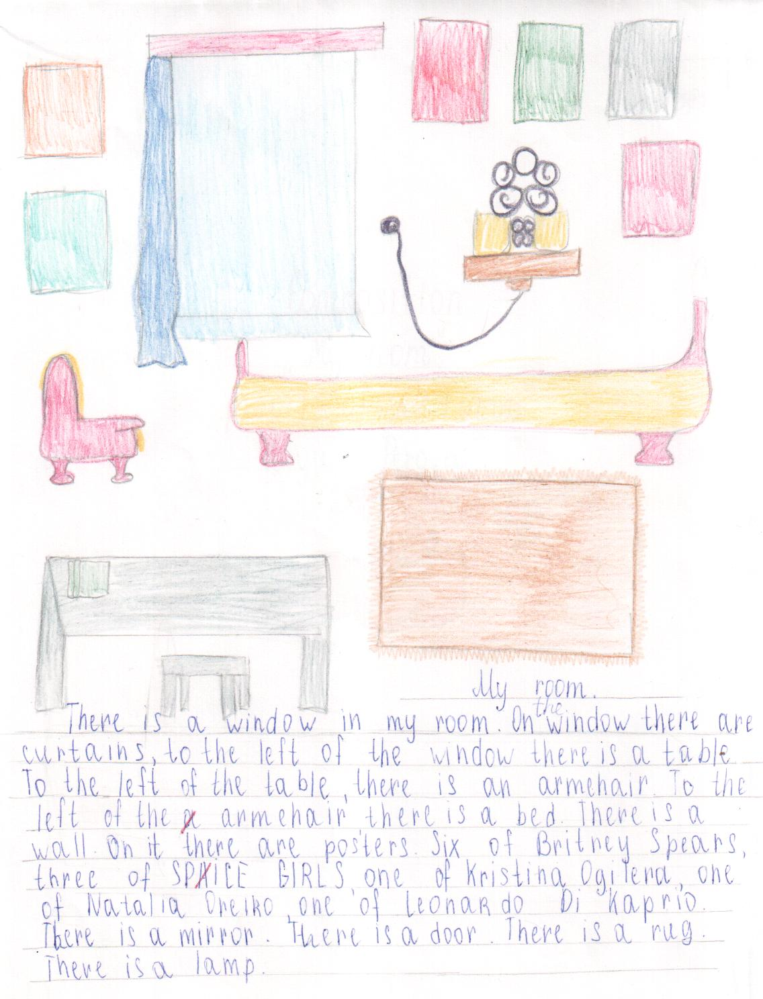 My room.
There is a window in my room. On the window there are
curtains, to the left of the window there is a table
To the left of the table, there is an armehair. To the
left of the armehair there is a bed. There is a
wall. On it there are posters. Six of Britney Spears,
three of SPICE GIRLS, one of Kristina Ogilera, one
of Natalia Oreiko, one of Leonardo Di Kaprio.
There is a mirror. There is a door. There is a rug.
There is a lamp.